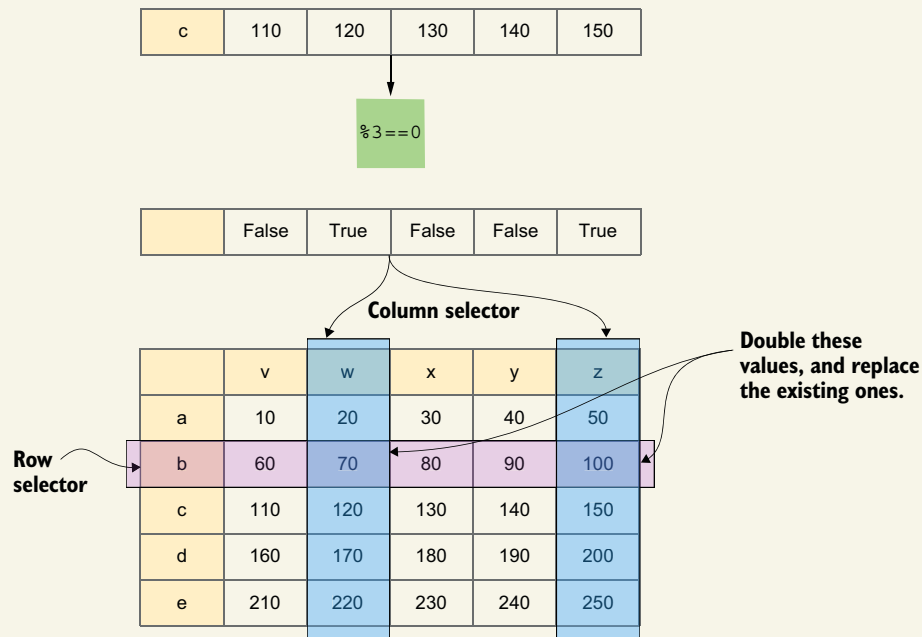 c 110 120 130 140 150
%3==0
False True False False True
Column selector
Double these
values, and replace
the existing ones.
v w x y z
a 10 20 30 40 50
Row
selector
b 60 70 80 90 100
c 110 120 130 140 150
d 160 170 180 190 200
e 210 220 230 240 250